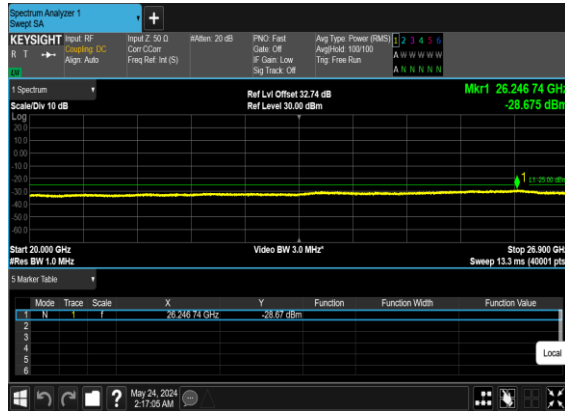 Spectrum Analyzer 1
Swept SA
+
KEYSIGHT Input: RF Input Z: 50 Ω #Atten: 20 dB PNO: Fast Avg Type: Power (RMS) 1 2 3 4 5 6
R T Coupling: DC Corr CCorr Gate: Off Avg|Hold: 100/100 A W W W W W
Align: Auto Freq Ref: Int (S) IF Gain: Low Trig: Free Run
Sig Track: Off A N N N N N
1 Spectrum Ref Lvl Offset 32.74 dB Mkr1 26.246 74 GHz
Scale/Div 10 dB Ref Level 30.00 dBm -28.675 dBm
Log
20.0
10.0
0.00
-10.0
-20.0 1 L1 -25.00 dBm
-30.0
-40.0
-50.0
-60.0
Start 20.000 GHz Video BW 3.0 MHz* Stop 26.900 GHz
#Res BW 1.0 MHz Sweep 13.3 ms (40001 pts
5 Marker Table
Mode Trace Scale X Y Function Function Width Function Value
1 N 1 f 26.246 74 GHz -28.67 dBm
2
3
4
5
6
Local
? May 24, 2024
2:17:05 AM